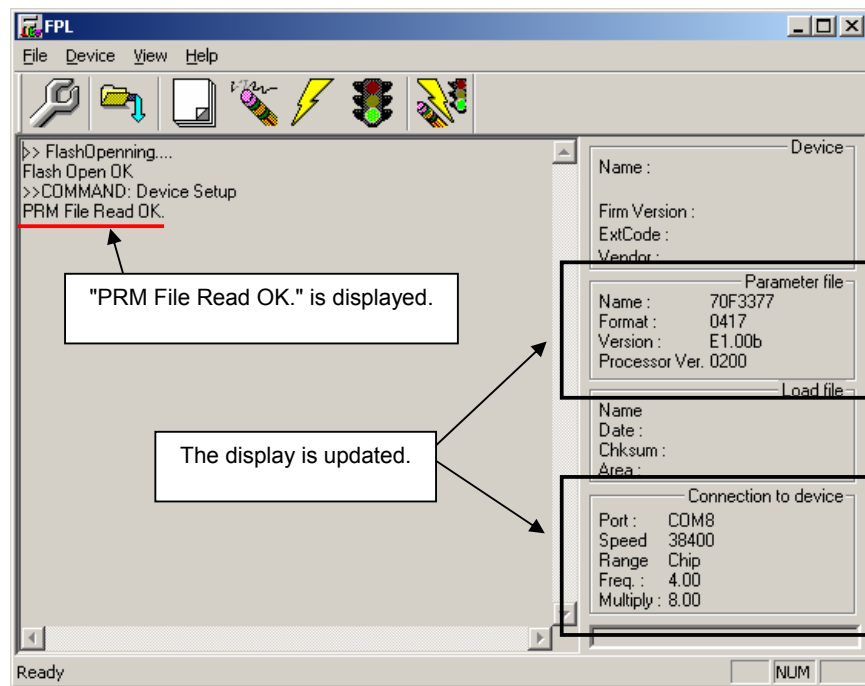 FPL
File Device View Help
>> FlashOpenning....
Flash Open OK
>>COMMAND: Device Setup
PRM File Read OK.
"PRM File Read OK." is displayed.
The display is updated.
Device
Name :
Firm Version :
ExtCode :
Vendor :
Parameter file
Name : 70F3377
Format : 0417
Version : E1.00b
Processor Ver. 0200
Load file
Name
Date :
Chksum :
Area :
Connection to device
Port : COM8
Speed 38400
Range Chip
Freq. : 4.00
Multiply : 8.00
Ready
NUM